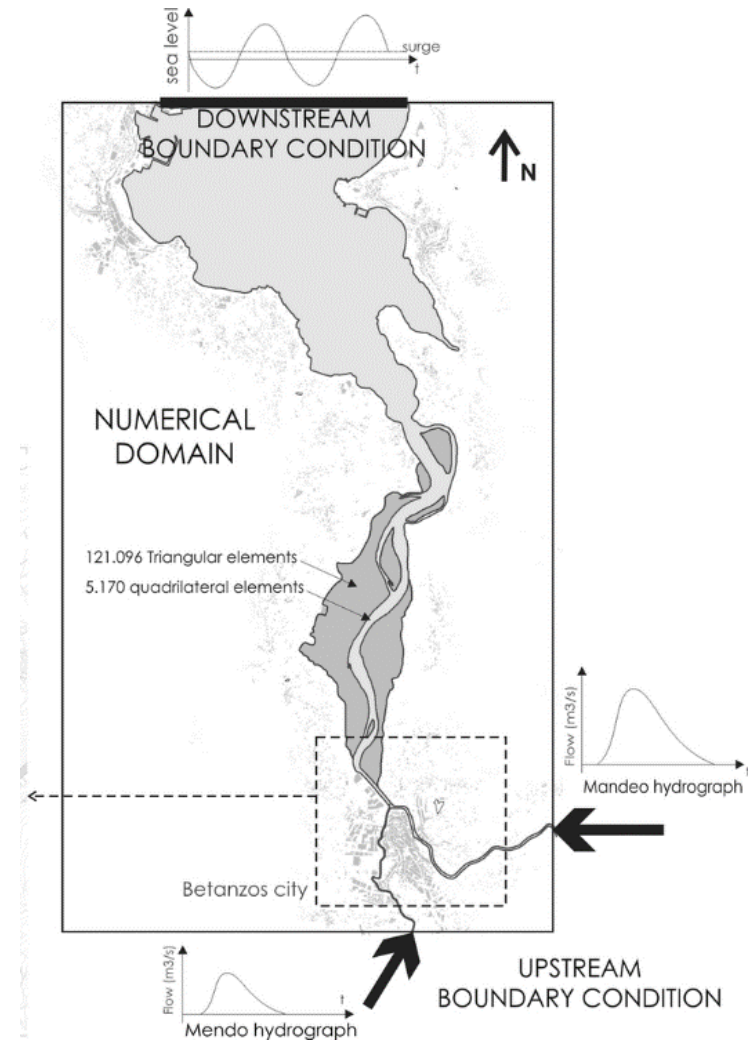 sea level
surge
t
DOWNSTREAM
BOUNDARY CONDITION
N
NUMERICAL
DOMAIN
121.096 Triangular elements
5.170 quadrilateral elements
Flow (m3/s)
t
Mandeo hydrograph
Betanzos city
Flow (m3/s)
t
Mendo hydrograph
UPSTREAM
BOUNDARY CONDITION